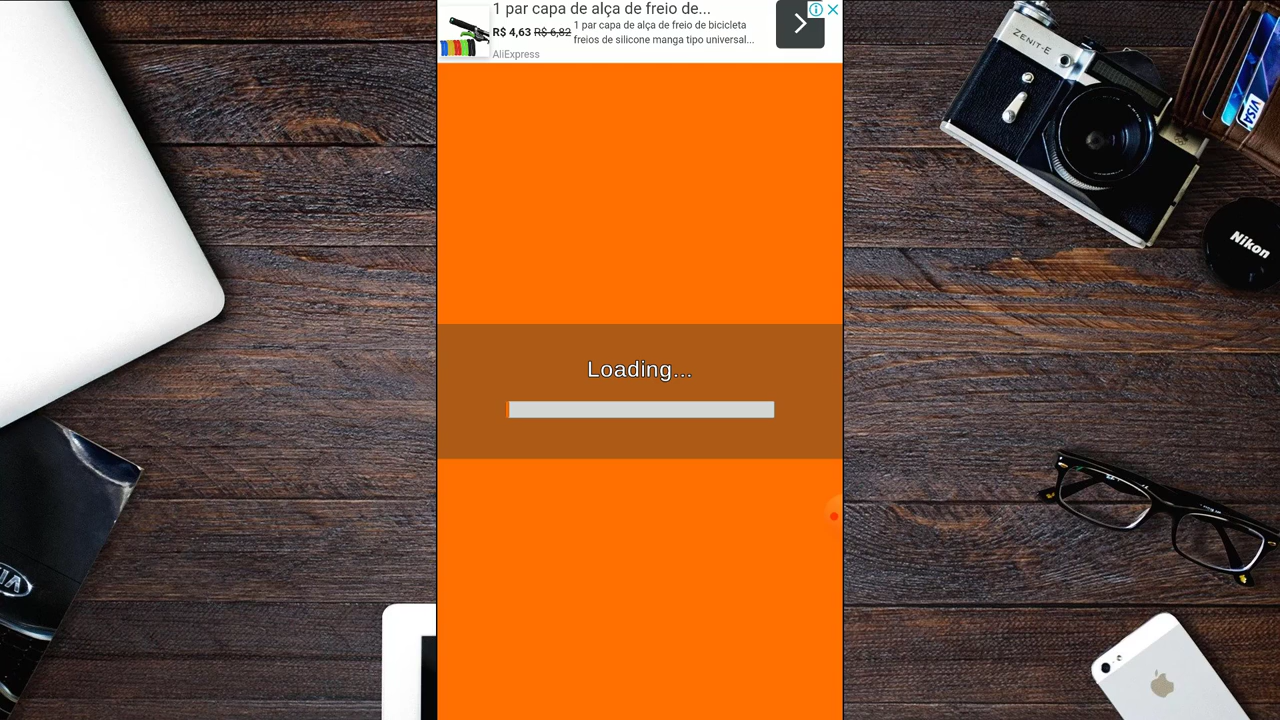 1 par capa de alça de freio de...
R$ 4,63 R$ 6,82
1 par capa de alça de freio de bicicleta
freios de silicone manga tipo universal...
AliExpress
Loading...
ZENIT-E
VISA
Nikon